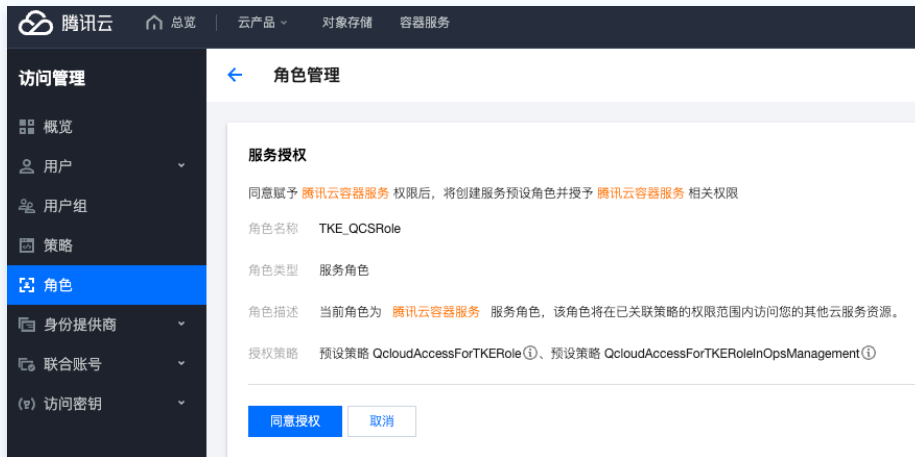 腾讯云 总览 云产品 对象存储 容器服务
访问管理
角色管理
概览
用户
用户组
策略
角色
身份提供商
联合账号
访问密钥
服务授权
同意赋予 腾讯云容器服务 权限后，将创建服务预设角色并授予 腾讯云容器服务 相关权限
角色名称 TKE_QCSRole
角色类型 服务角色
角色描述 当前角色为 腾讯云容器服务 服务角色，该角色将在已关联策略的权限范围内访问您的其他云服务资源。
授权策略 预设策略 QcloudAccessForTKERole、预设策略 QcloudAccessForTKERoleInOpsManagement
同意授权 取消